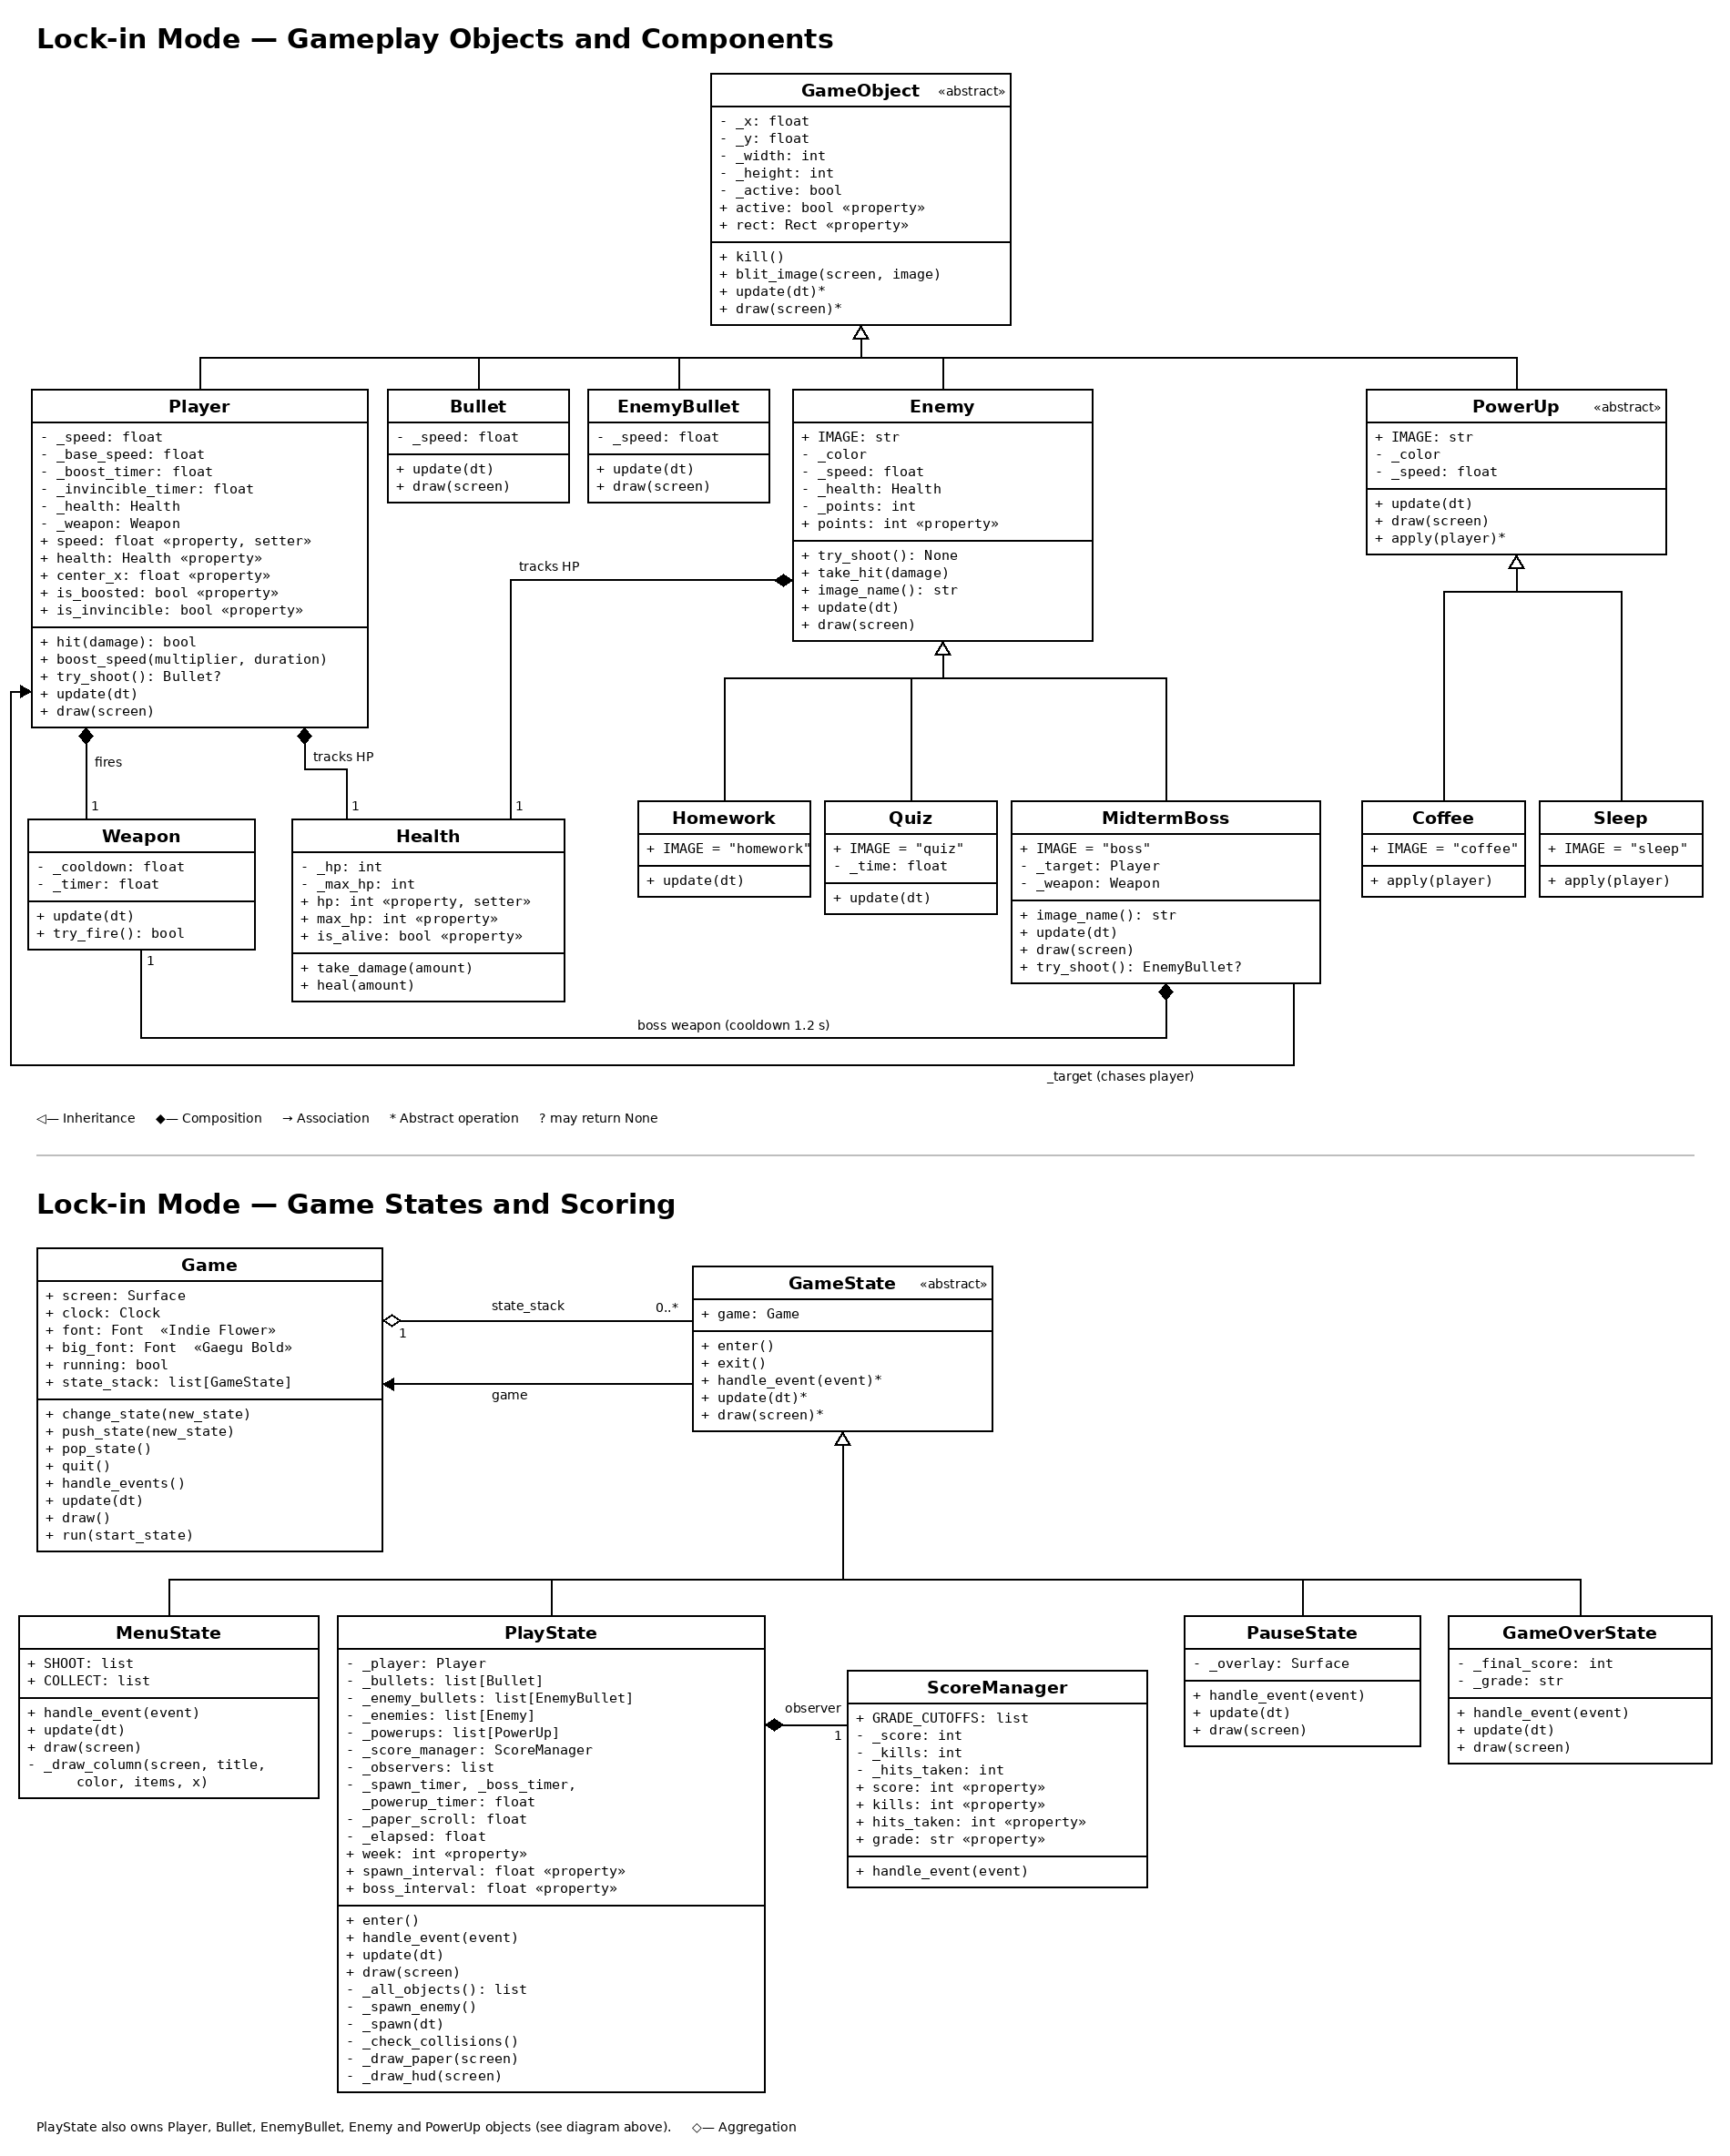 Lock-in Mode — Gameplay Objects and Components
GameObject «abstract»
- _x: float
- _y: float
- _width: int
- _height: int
- _active: bool
+ active: bool «property»
+ rect: Rect «property»
+ kill()
+ blit_image(screen, image)
+ update(dt)*
+ draw(screen)*
Player
- _speed: float
- _base_speed: float
- _boost_timer: float
- _invincible_timer: float
- _health: Health
- _weapon: Weapon
+ speed: float «property, setter»
+ health: Health «property»
+ center_x: float «property»
+ is_boosted: bool «property»
+ is_invincible: bool «property»
+ hit(damage): bool
+ boost_speed(multiplier, duration)
+ try_shoot(): Bullet?
+ update(dt)
+ draw(screen)
Bullet
- _speed: float
+ update(dt)
+ draw(screen)
EnemyBullet
- _speed: float
+ update(dt)
+ draw(screen)
Enemy
+ IMAGE: str
- _color
- _speed: float
- _health: Health
- _points: int
+ points: int «property»
+ try_shoot(): None
+ take_hit(damage)
+ image_name(): str
+ update(dt)
+ draw(screen)
PowerUp «abstract»
+ IMAGE: str
- _color
- _speed: float
+ update(dt)
+ draw(screen)
+ apply(player)*
tracks HP
fires
tracks HP
1
1
1
Weapon
- _cooldown: float
- _timer: float
+ update(dt)
+ try_fire(): bool
1
Health
- _hp: int
- _max_hp: int
+ hp: int «property, setter»
+ max_hp: int «property»
+ is_alive: bool «property»
+ take_damage(amount)
+ heal(amount)
Homework
+ IMAGE = "homework"
+ update(dt)
Quiz
+ IMAGE = "quiz"
- _time: float
+ update(dt)
MidtermBoss
+ IMAGE = "boss"
- _target: Player
- _weapon: Weapon
+ image_name(): str
+ update(dt)
+ draw(screen)
+ try_shoot(): EnemyBullet?
Coffee
+ IMAGE = "coffee"
+ apply(player)
Sleep
+ IMAGE = "sleep"
+ apply(player)
boss weapon (cooldown 1.2 s)
_target (chases player)
◁— Inheritance ◆— Composition → Association * Abstract operation ? may return None
Lock-in Mode — Game States and Scoring
Game
+ screen: Surface
+ clock: Clock
+ font: Font «Indie Flower»
+ big_font: Font «Gaegu Bold»
+ running: bool
+ state_stack: list[GameState]
+ change_state(new_state)
+ push_state(new_state)
+ pop_state()
+ quit()
+ handle_events()
+ update(dt)
+ draw()
+ run(start_state)
state_stack
0..*
1
game
GameState «abstract»
+ game: Game
+ enter()
+ exit()
+ handle_event(event)*
+ update(dt)*
+ draw(screen)*
MenuState
+ SHOOT: list
+ COLLECT: list
+ handle_event(event)
+ update(dt)
+ draw(screen)
- _draw_column(screen, title,
color, items, x)
PlayState
- _player: Player
- _bullets: list[Bullet]
- _enemy_bullets: list[EnemyBullet]
- _enemies: list[Enemy]
- _powerups: list[PowerUp]
- _score_manager: ScoreManager
- _observers: list
- _spawn_timer, _boss_timer,
_powerup_timer: float
- _paper_scroll: float
- _elapsed: float
+ week: int «property»
+ spawn_interval: float «property»
+ boss_interval: float «property»
+ enter()
+ handle_event(event)
+ update(dt)
+ draw(screen)
- _all_objects(): list
- _spawn_enemy()
- _spawn(dt)
- _check_collisions()
- _draw_paper(screen)
- _draw_hud(screen)
observer
1
ScoreManager
+ GRADE_CUTOFFS: list
- _score: int
- _kills: int
- _hits_taken: int
+ score: int «property»
+ kills: int «property»
+ hits_taken: int «property»
+ grade: str «property»
+ handle_event(event)
PauseState
- _overlay: Surface
+ handle_event(event)
+ update(dt)
+ draw(screen)
GameOverState
- _final_score: int
- _grade: str
+ handle_event(event)
+ update(dt)
+ draw(screen)
PlayState also owns Player, Bullet, EnemyBullet, Enemy and PowerUp objects (see diagram above). ◇— Aggregation